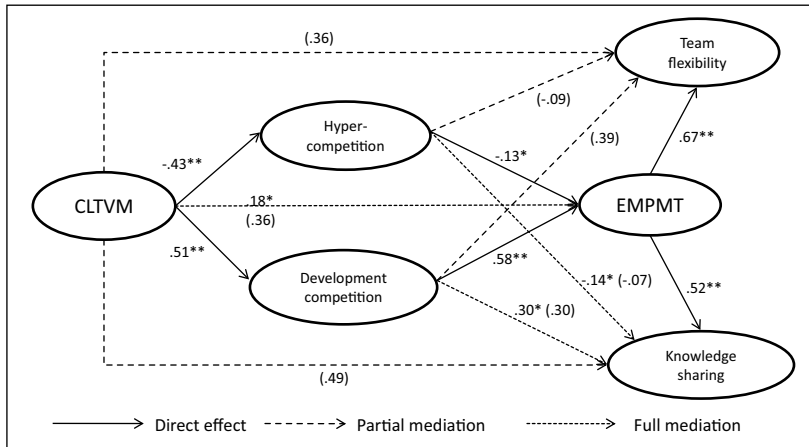 (.36)
Team
flexibility
(-.09)
Hyper-
competition
(.39)
.67**
-.43**
-.13*
CLTVM
.18*
(.36)
EMPMT
.51**
.58**
Development
competition
-.14* (-.07)
.52**
.30* (.30)
Knowledge
sharing
(.49)
Direct effect
Partial mediation
Full mediation